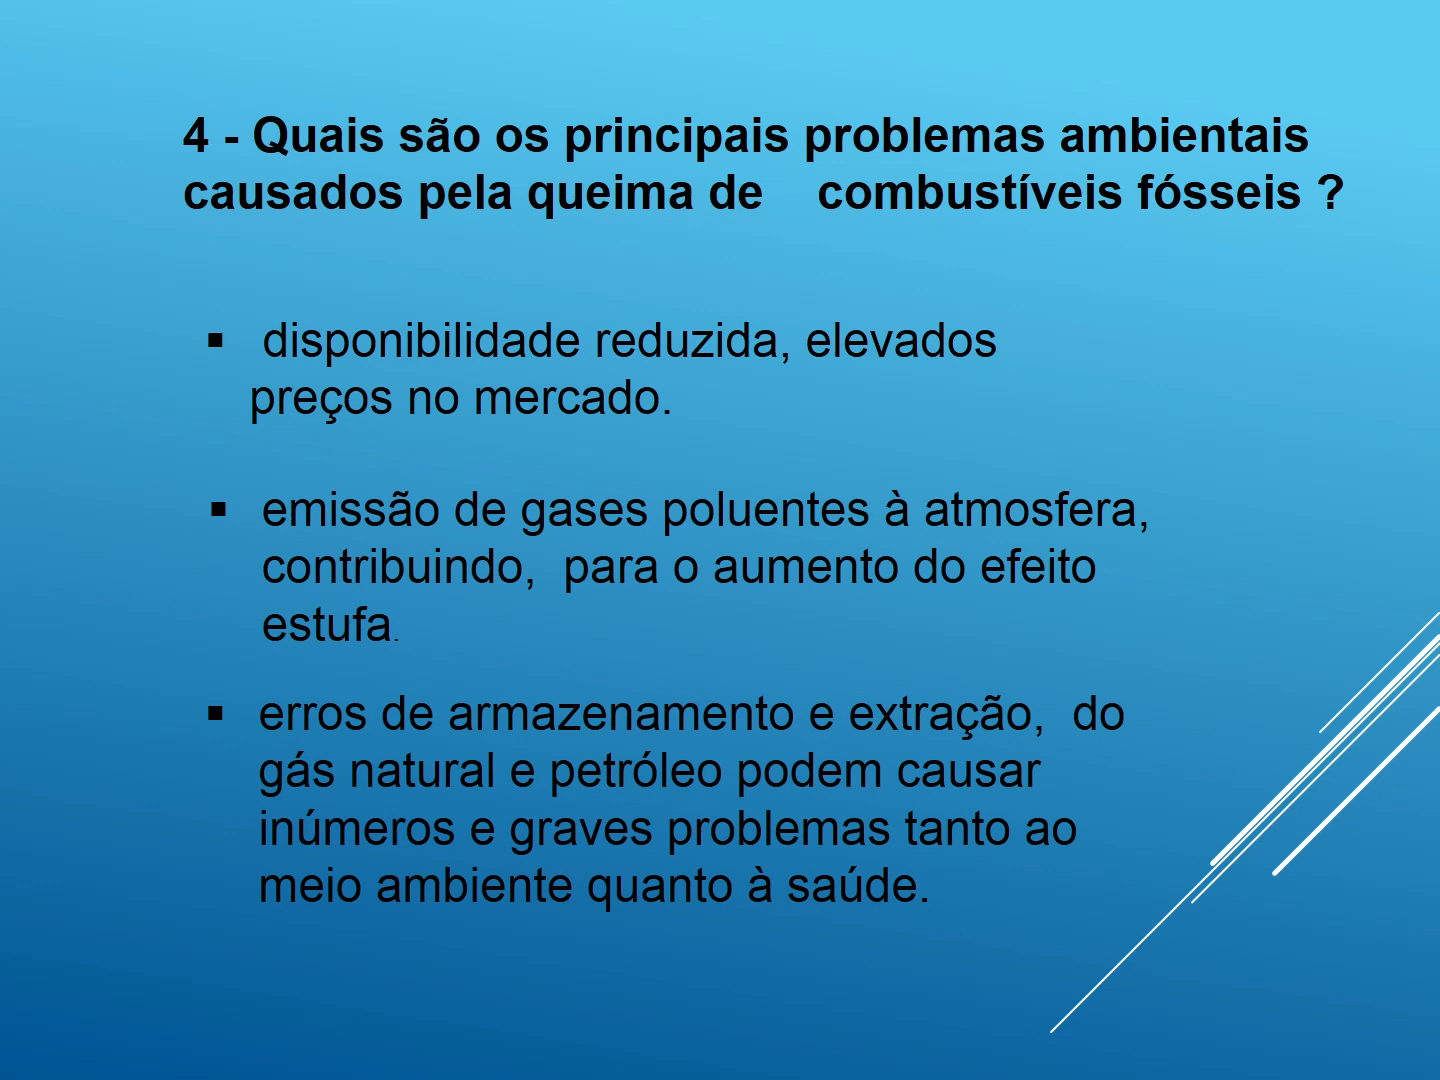 4 - Quais são os principais problemas ambientais
causados pela queima de    combustíveis fósseis ?
▪ disponibilidade reduzida, elevados
preços no mercado.
▪ emissão de gases poluentes à atmosfera,
contribuindo,  para o aumento do efeito
estufa.
▪ erros de armazenamento e extração,  do
gás natural e petróleo podem causar
inúmeros e graves problemas tanto ao
meio ambiente quanto à saúde.